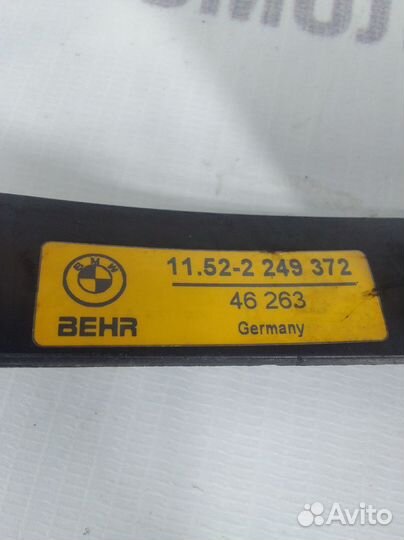 BMW
11.52-2 249 372
46 263
BEHR
Germany
Avito